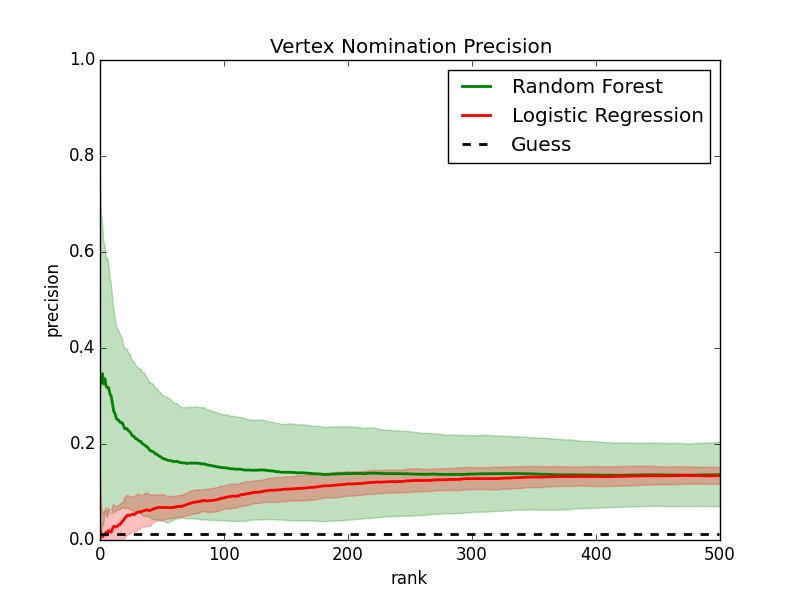 Vertex Nomination Precision
1.0
0.8
0.6
0.4
0.2
0.0
precision
Random Forest
Logistic Regression
Guess
0 100 200 300 400 500
rank